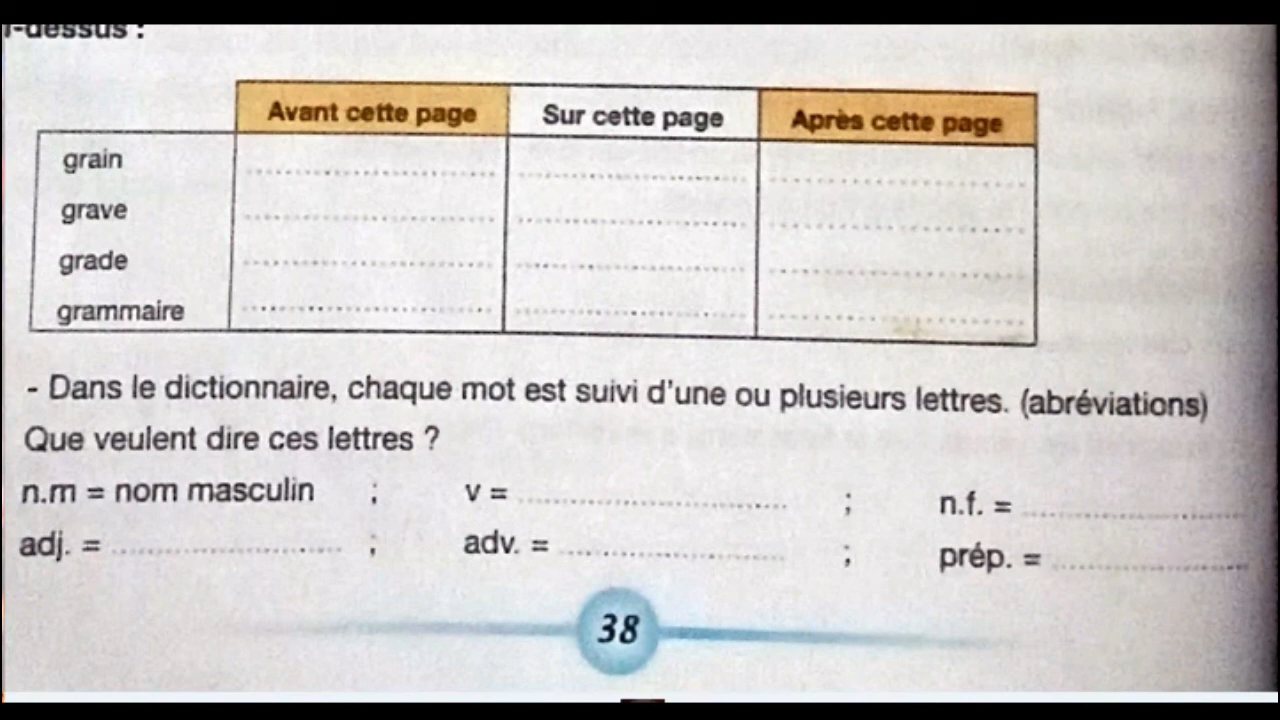 i-dessus :
Avant cette page Sur cette page Après cette page
grain
grave
grade
grammaire
- Dans le dictionnaire, chaque mot est suivi d'une ou plusieurs lettres. (abréviations)
Que veulent dire ces lettres ?
n.m = nom masculin ; v = .......................... ; n.f. = ..........................
adj. = .......................... ; adv. = .......................... ; prép. = ..........................
38